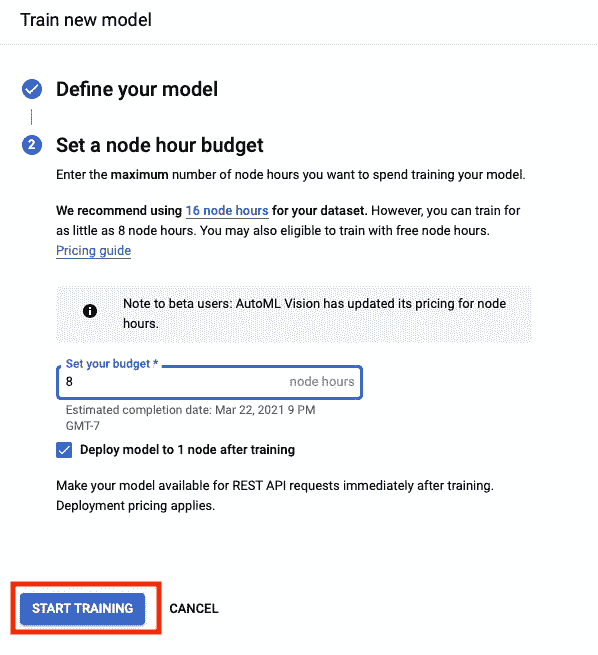 Train new model
Define your model
2 Set a node hour budget
Enter the maximum number of node hours you want to spend training your model.
We recommend using 16 node hours for your dataset. However, you can train for
as little as 8 node hours. You may also eligible to train with free node hours.
Pricing guide
Note to beta users: AutoML Vision has updated its pricing for node
hours.
Set your budget *
8 node hours
Estimated completion date: Mar 22, 2021 9 PM
GMT-7
Deploy model to 1 node after training
Make your model available for REST API requests immediately after training.
Deployment pricing applies.
START TRAINING CANCEL